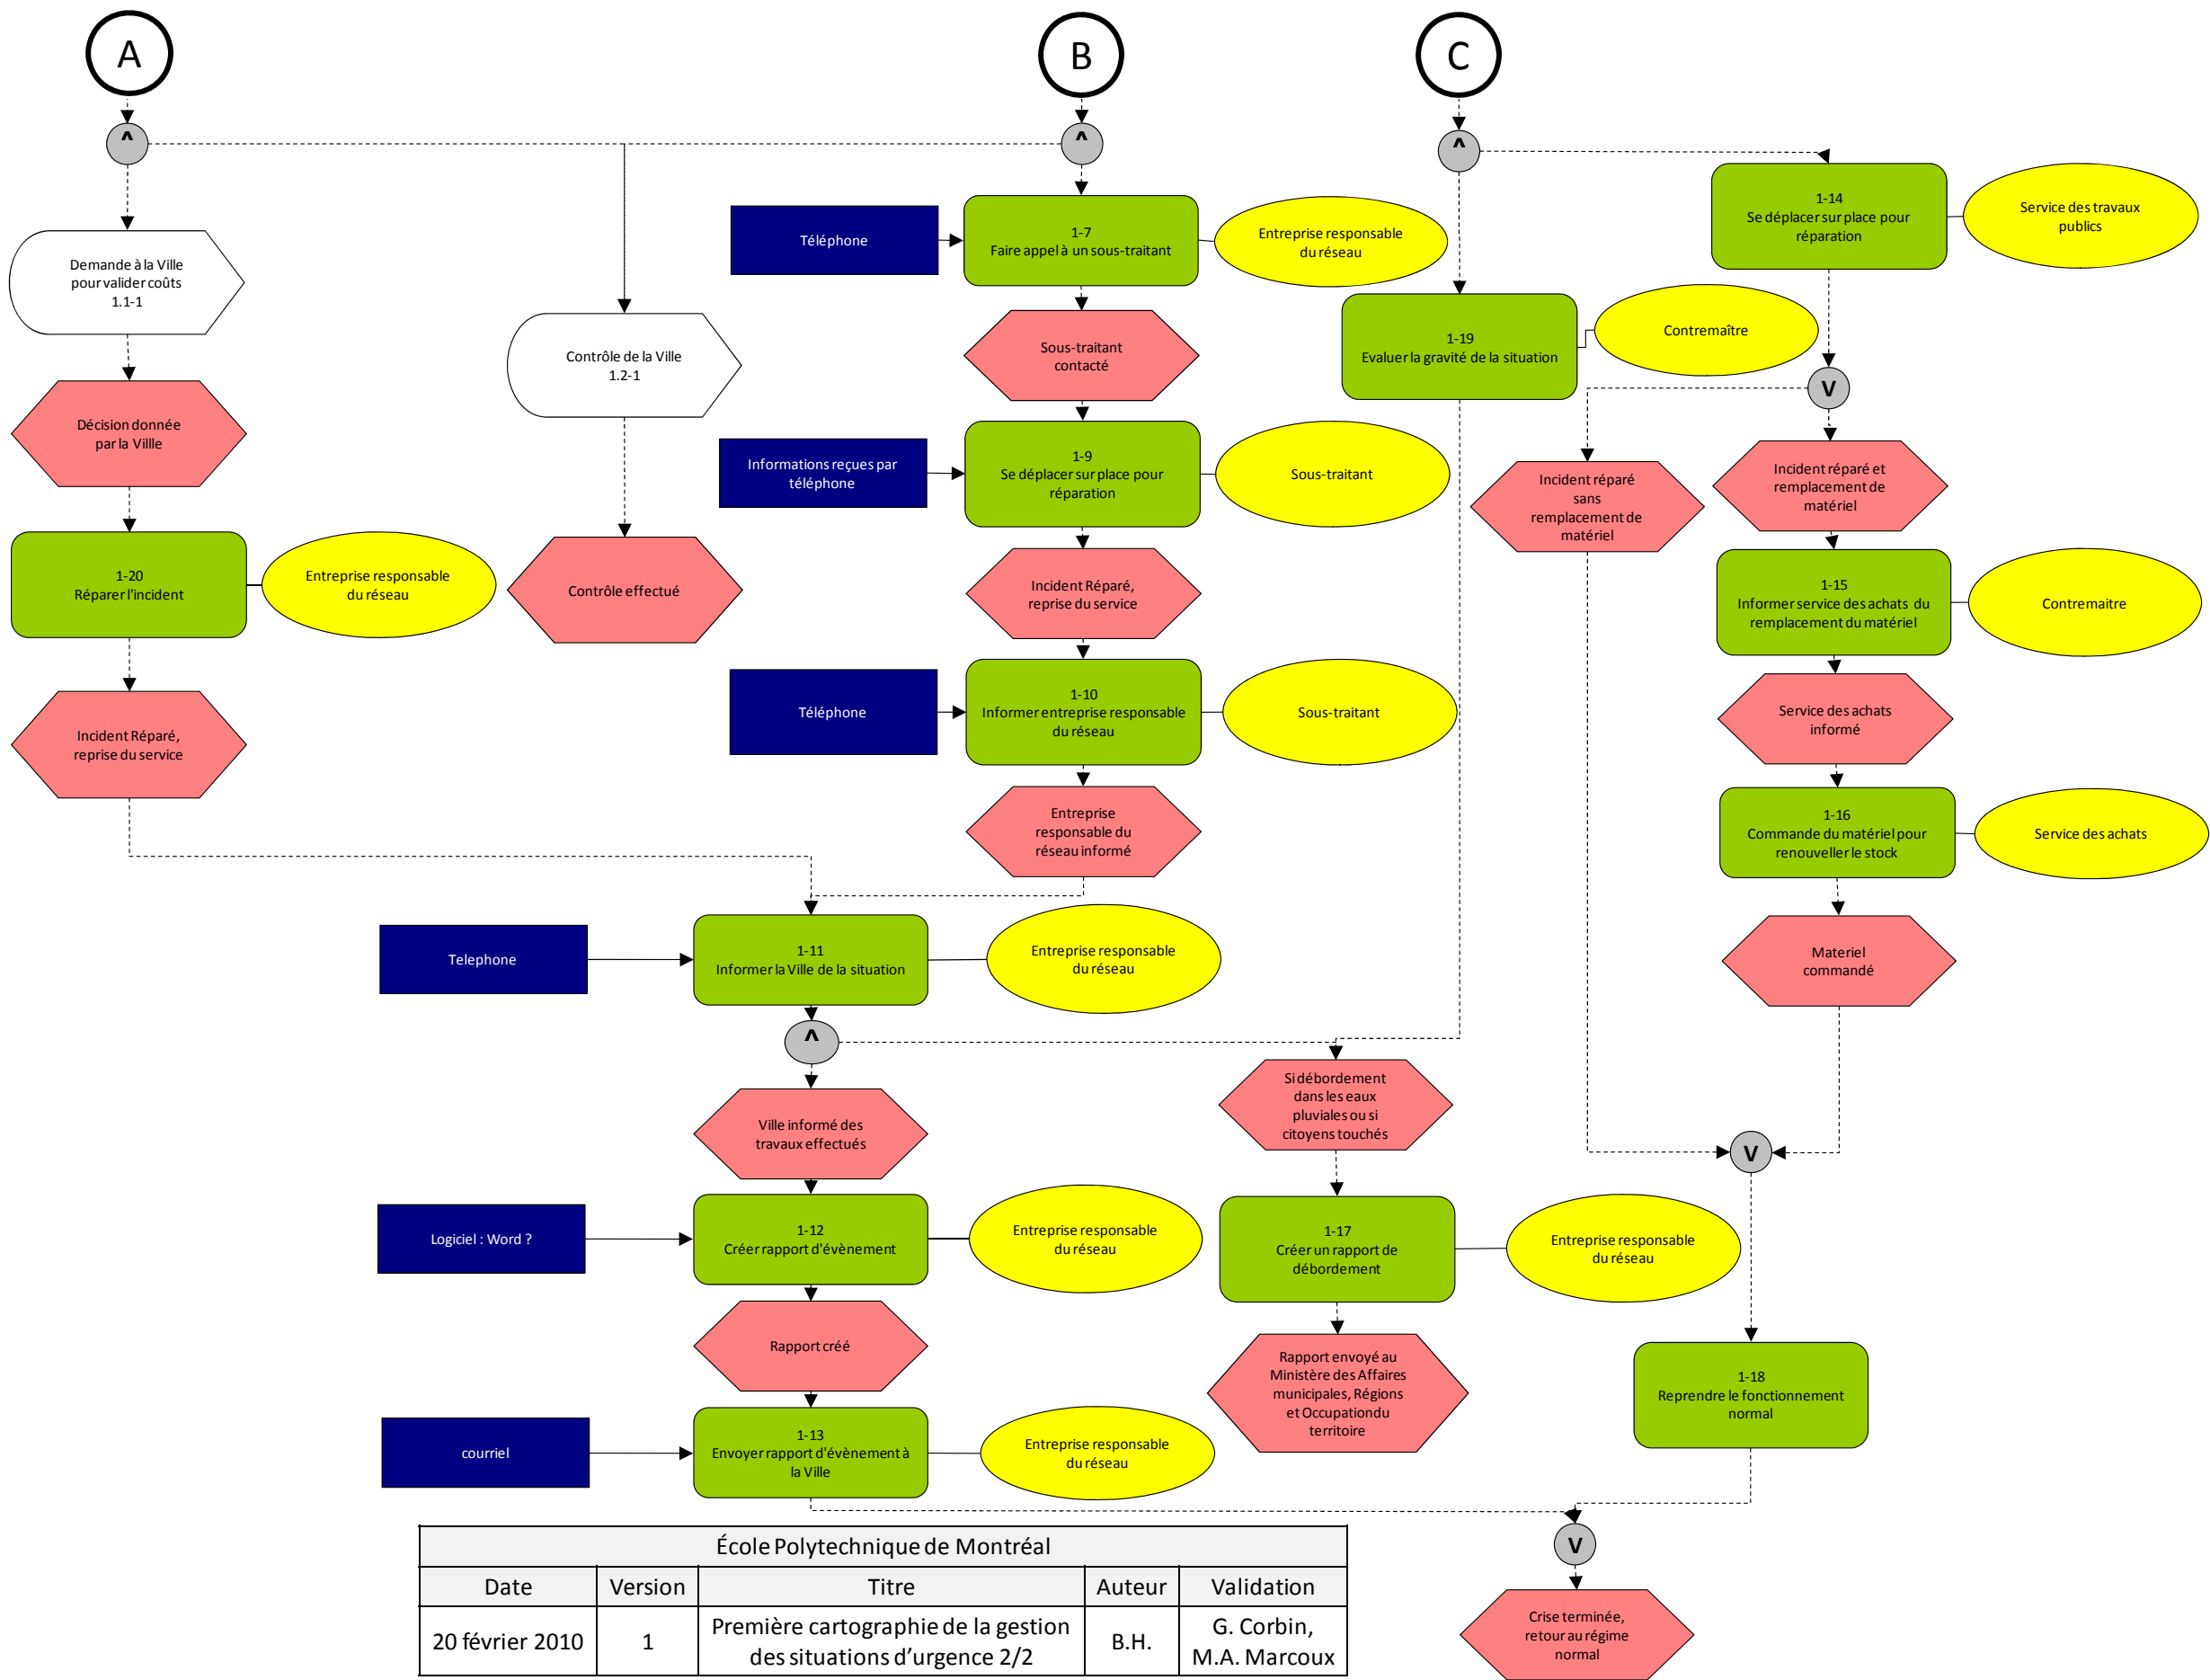 A
B
C
^
^
^
Demande à la Ville
pour valider coûts
1.1-1
Décision donnée
par la Villle
1-20
Réparer l'incident
Entreprise responsable
du réseau
Incident Réparé,
reprise du service
Contrôle de la Ville
1.2-1
Contrôle effectué
Téléphone
1-7
Faire appel à un sous-traitant
Entreprise responsable
du réseau
Sous-traitant
contacté
Informations reçues par
téléphone
1-9
Se déplacer sur place pour
réparation
Sous-traitant
Incident Réparé,
reprise du service
Téléphone
1-10
Informer entreprise responsable
du réseau
Sous-traitant
Entreprise
responsable du
réseau informé
1-19
Evaluer la gravité de la situation
Contremaître
1-14
Se déplacer sur place pour
réparation
Service des travaux
publics
V
Incident réparé
sans
remplacement de
matériel
Incident réparé et
remplacement de
matériel
1-15
Informer service des achats du
remplacement du matériel
Contremaitre
Service des achats
informé
1-16
Commande du matériel pour
renouveller le stock
Service des achats
Materiel
commandé
Telephone
1-11
Informer la Ville de la situation
Entreprise responsable
du réseau
^
Ville informé des
travaux effectués
Si débordement
dans les eaux
pluviales ou si
citoyens touchés
V
Logiciel : Word ?
1-12
Créer rapport d'évènement
Entreprise responsable
du réseau
1-17
Créer un rapport de
débordement
Entreprise responsable
du réseau
Rapport créé
Rapport envoyé au
Ministère des Affaires
municipales, Régions
et Occupation du
territoire
1-18
Reprendre le fonctionnement
normal
courriel
1-13
Envoyer rapport d'évènement à
la Ville
Entreprise responsable
du réseau
V
Crise terminée,
retour au régime
normal
École Polytechnique de Montréal
Date Version Titre Auteur Validation
20 février 2010 1 Première cartographie de la gestion
des situations d'urgence 2/2 B.H. G. Corbin,
M.A. Marcoux